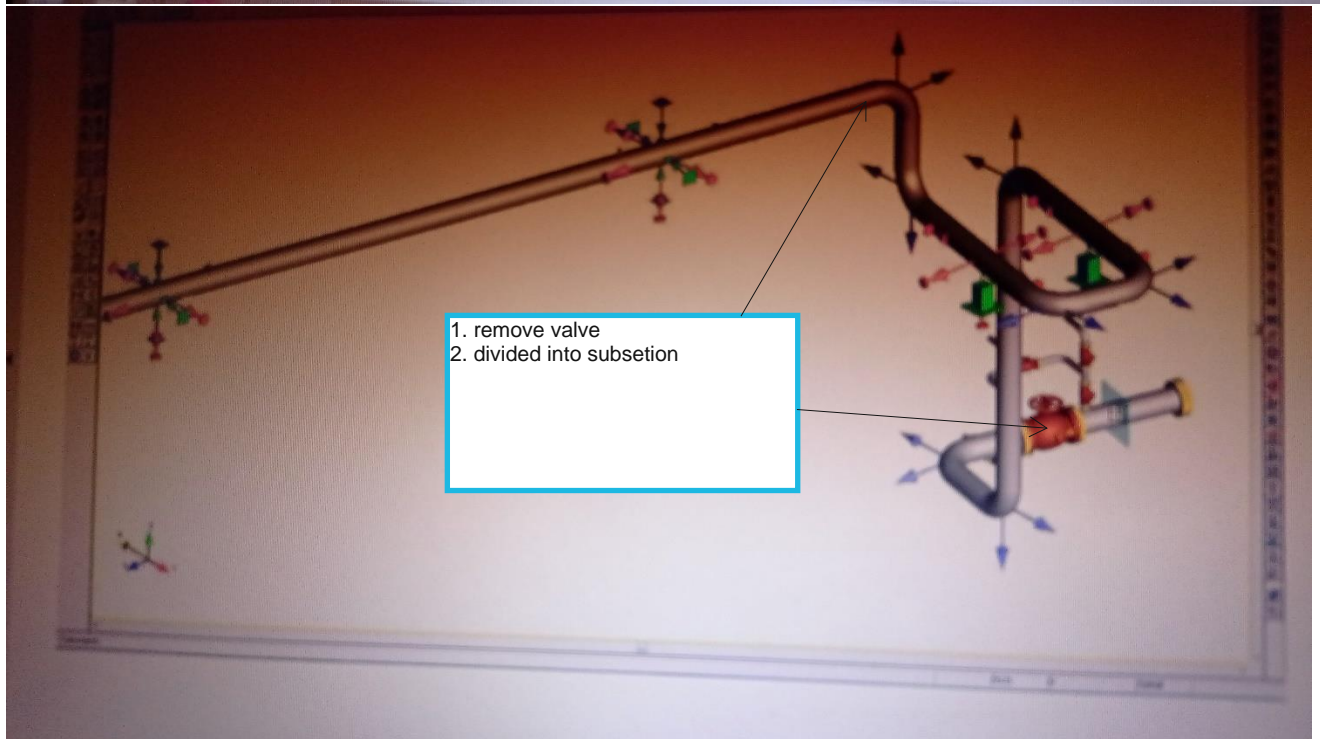 1. remove valve
2. divided into subsetion